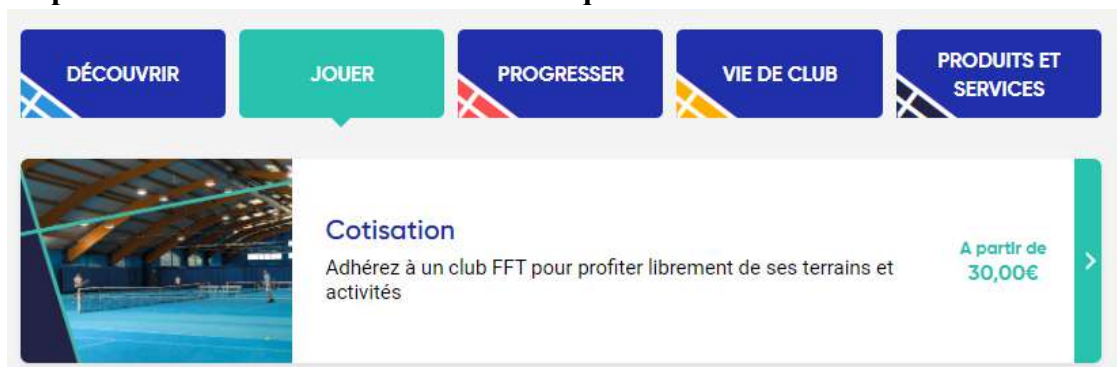 DÉCOUVRIR
JOUER
PROGRESSER
VIE DE CLUB
PRODUITS ET
SERVICES
Cotisation
Adhérez à un club FFT pour profiter librement de ses terrains et
activités
A partir de
30,00€